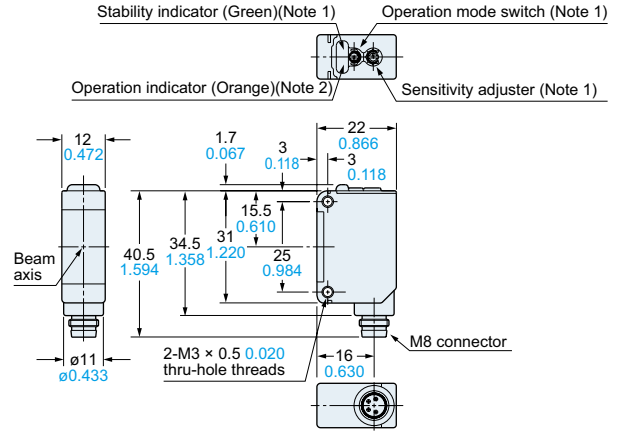 Stability indicator (Green)(Note 1)
Operation mode switch (Note 1)
Operation indicator (Orange)(Note 2)
Sensitivity adjuster (Note 1)
12
0.472
1.7
0.067
3
0.118
22
0.866
3
0.118
15.5
0.610
40.5
1.594
34.5
1.358
31
1.220
25
0.984
Beam
axis
ø11
ø0.433
2-M3 × 0.5 0.020
thru-hole threads
16
0.630
M8 connector